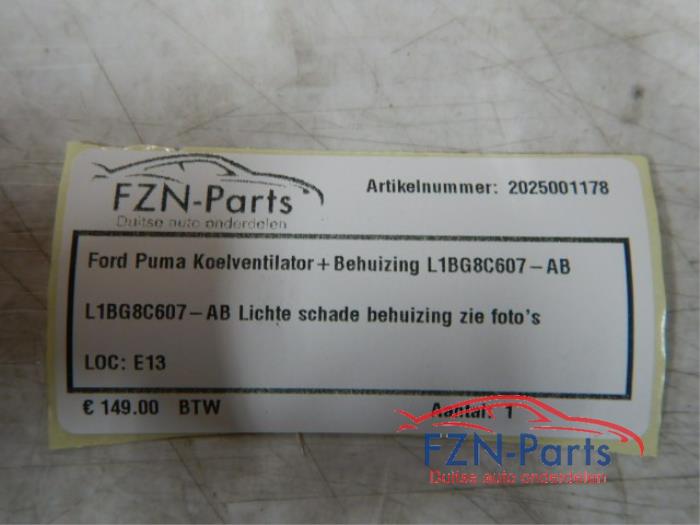 FZN-Parts
Duitse auto onderdelen
Artikelnummer: 2025001178
Ford Puma Koelventilator+Behuizing L1BG8C607-AB
L1BG8C607-AB Lichte schade behuizing zie foto's
LOC: E13
€ 149.00 BTW
Aantal: 1
FZN-Parts
Duitse auto onderdelen